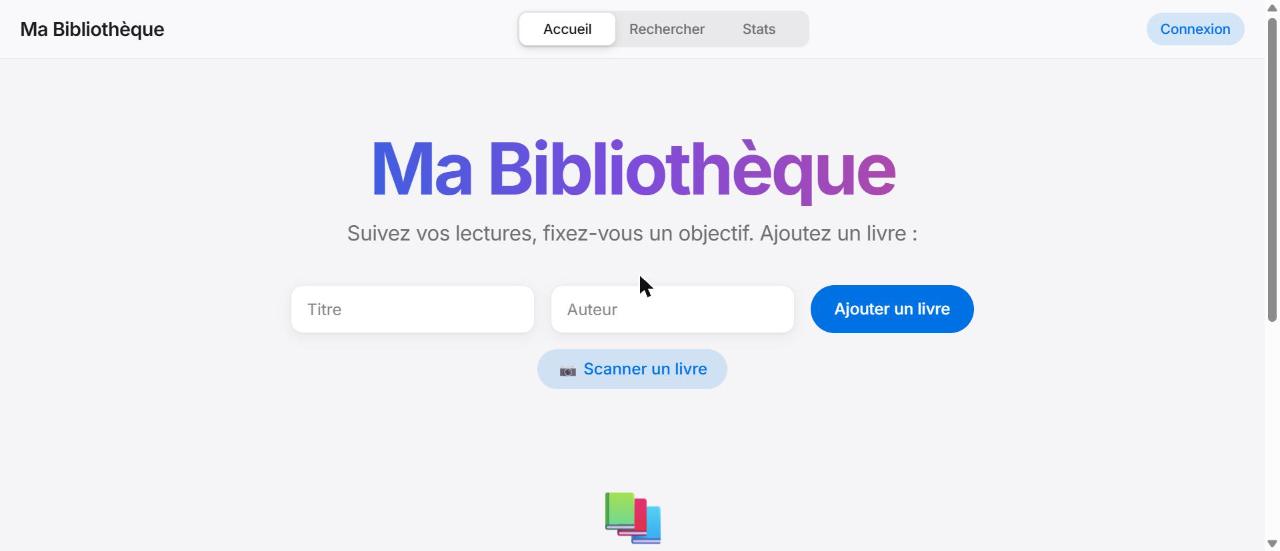 Ma Bibliothèque
Accueil
Rechercher
Stats
Connexion
Ma Bibliothèque
Suivez vos lectures, fixez-vous un objectif. Ajoutez un livre :
Titre
Auteur
Ajouter un livre
Scanner un livre